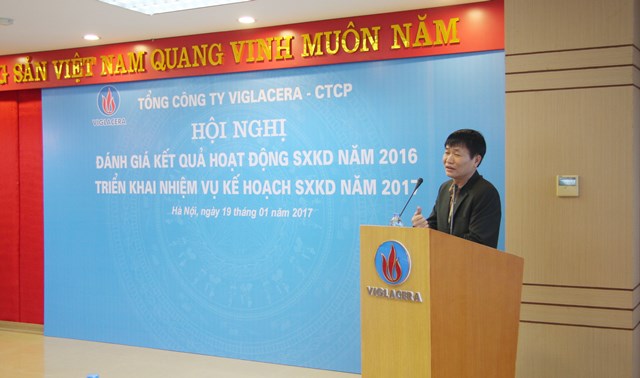 G SẢN VIỆT NAM QUANG VINH MUÔN NĂM
VIGLACERA
TỔNG CÔNG TY VIGLACERA - CTCP
HỘI NGHỊ
ĐÁNH GIÁ KẾT QUẢ HOẠT ĐỘNG SXKD NĂM 2016
TRIỂN KHAI NHIỆM VỤ KẾ HOẠCH SXKD NĂM 2017
Hà Nội, ngày 19 tháng 01 năm 2017
VIGLACERA